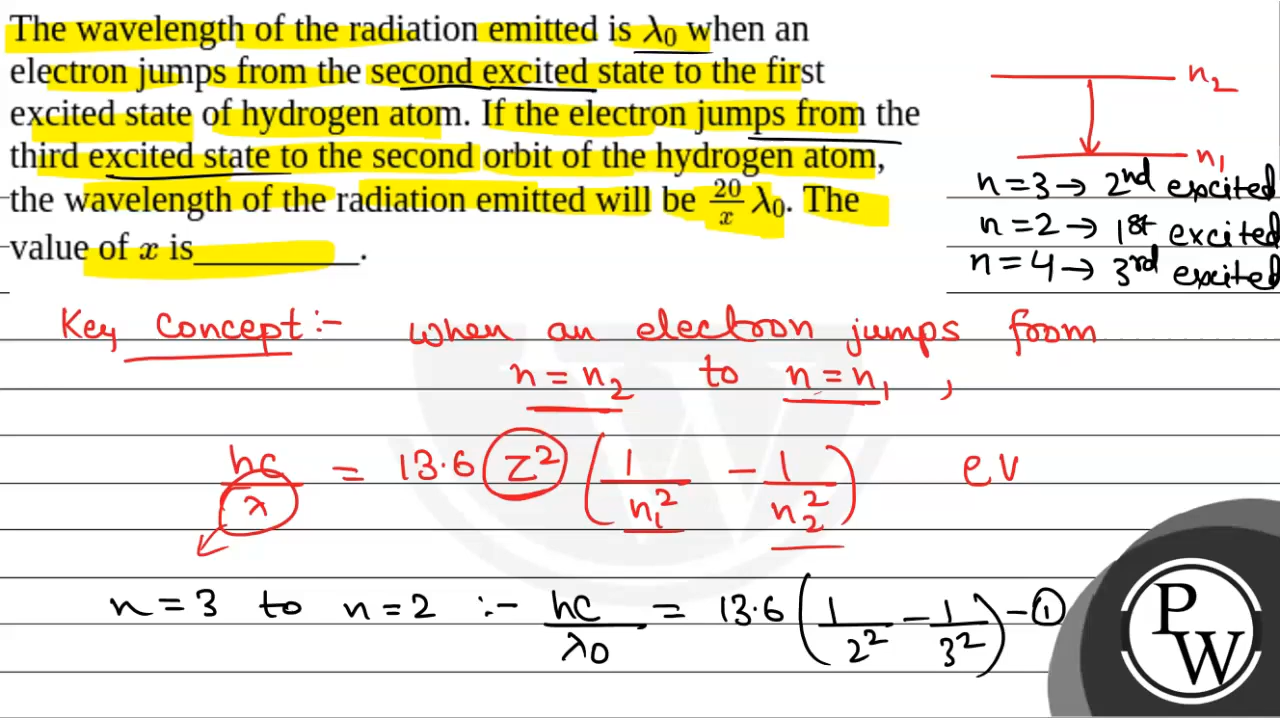 The wavelength of the radiation emitted is λ₀ when an
electron jumps from the second excited state to the first
excited state of hydrogen atom. If the electron jumps from the
third excited state to the second orbit of the hydrogen atom,
the wavelength of the radiation emitted will be 20/x λ₀. The
value of x is__________.
n₂
n₁
n = 3 → 2nd excited
n = 2 → 1st excited
n = 4 → 3rd excited
Key concept :- when an electron jumps from
n = n₂ to n = n₁ ,
hc/λ = 13.6 Z² (1/n₁² - 1/n₂²) eV
n = 3 to n = 2 :- hc/λ0 = 13.6 (1/2² - 1/3²) - ①
P
W